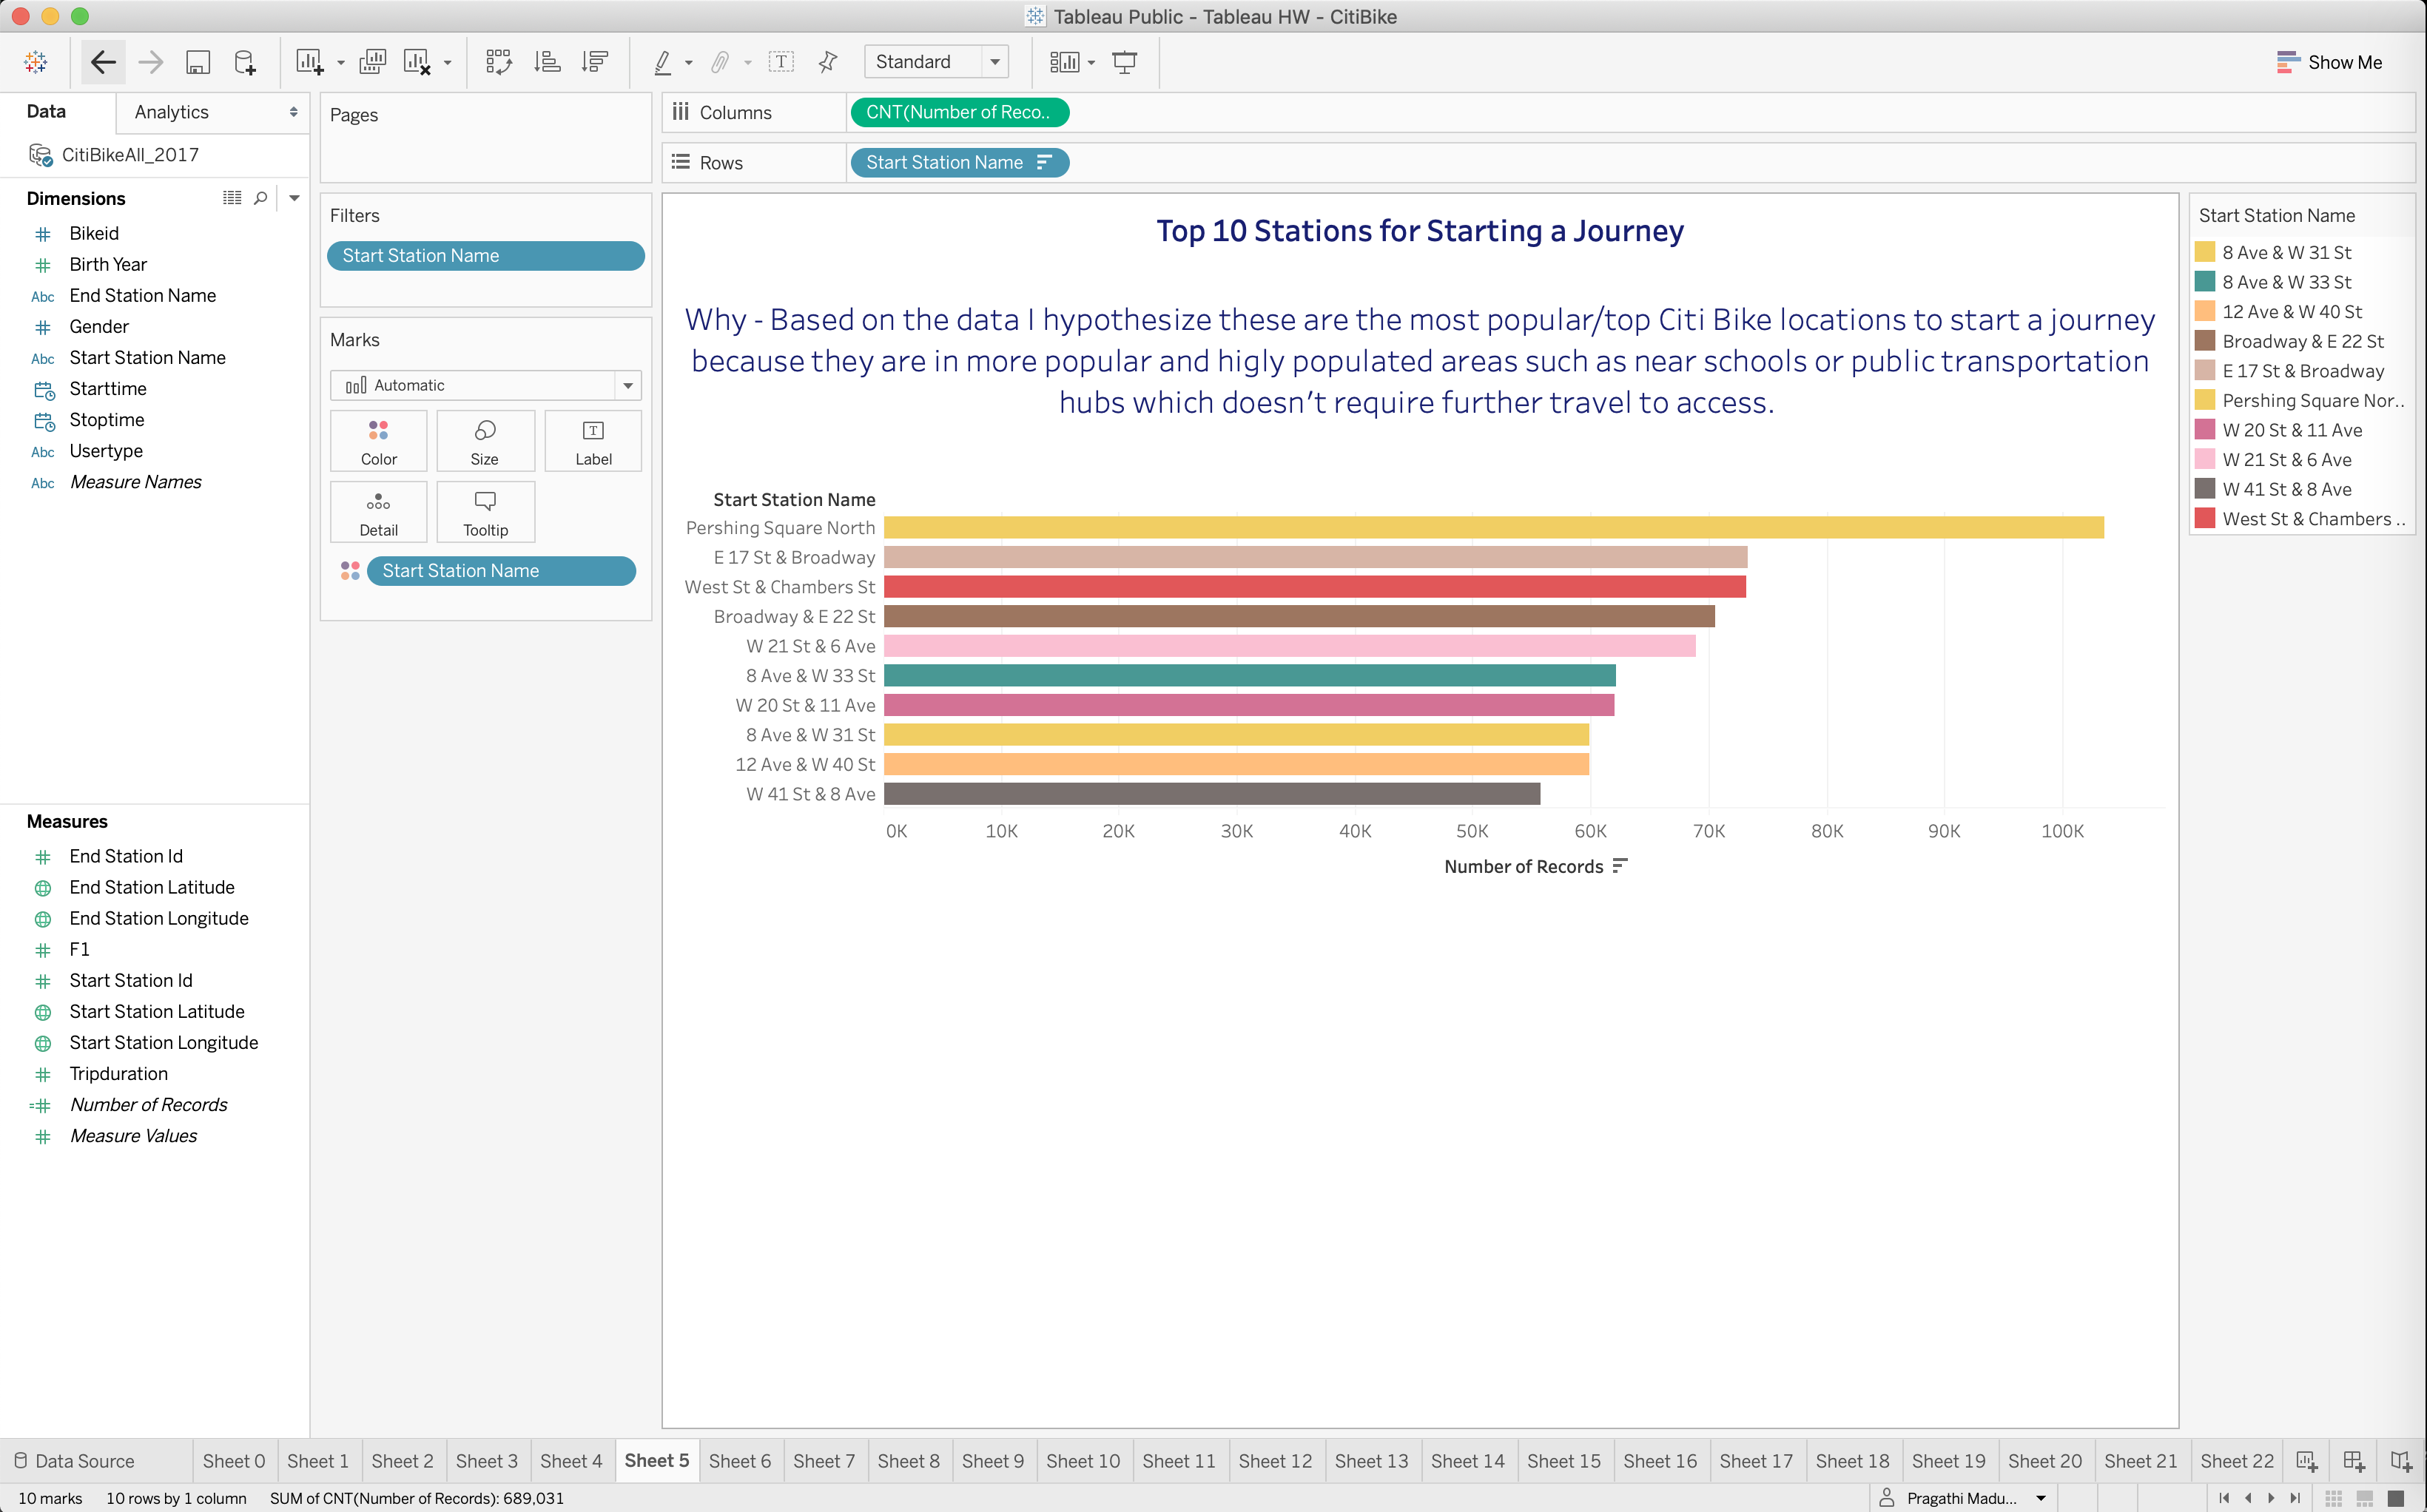 Tableau Public - Tableau HW - CitiBike
Standard
Show Me
Data
Analytics
CitiBikeAll_2017
Dimensions
Bikeid
Birth Year
Abc End Station Name
Gender
Abc Start Station Name
Starttime
Stoptime
Abc Usertype
Abc Measure Names
Measures
End Station Id
End Station Latitude
End Station Longitude
F1
Start Station Id
Start Station Latitude
Start Station Longitude
Tripduration
Number of Records
Measure Values
Pages
Filters
Start Station Name
Marks
Automatic
Color
Size
Label
Detail
Tooltip
Start Station Name
Columns
CNT(Number of Reco..
Rows
Start Station Name
Top 10 Stations for Starting a Journey
Why - Based on the data I hypothesize these are the most popular/top Citi Bike locations to start a journey
because they are in more popular and higly populated areas such as near schools or public transportation
hubs which doesn't require further travel to access.
Start Station Name
Pershing Square North
E 17 St & Broadway
West St & Chambers St
Broadway & E 22 St
W 21 St & 6 Ave
8 Ave & W 33 St
W 20 St & 11 Ave
8 Ave & W 31 St
12 Ave & W 40 St
W 41 St & 8 Ave
0K 10K 20K 30K 40K 50K 60K 70K 80K 90K 100K
Number of Records
Start Station Name
8 Ave & W 31 St
8 Ave & W 33 St
12 Ave & W 40 St
Broadway & E 22 St
E 17 St & Broadway
Pershing Square Nor..
W 20 St & 11 Ave
W 21 St & 6 Ave
W 41 St & 8 Ave
West St & Chambers ..
Data Source Sheet 0 Sheet 1 Sheet 2 Sheet 3 Sheet 4 Sheet 5 Sheet 6 Sheet 7 Sheet 8 Sheet 9 Sheet 10 Sheet 11 Sheet 12 Sheet 13 Sheet 14 Sheet 15 Sheet 16 Sheet 17 Sheet 18 Sheet 19 Sheet 20 Sheet 21 Sheet 22
10 marks 10 rows by 1 column SUM of CNT(Number of Records): 689,031
Pragathi Madu...